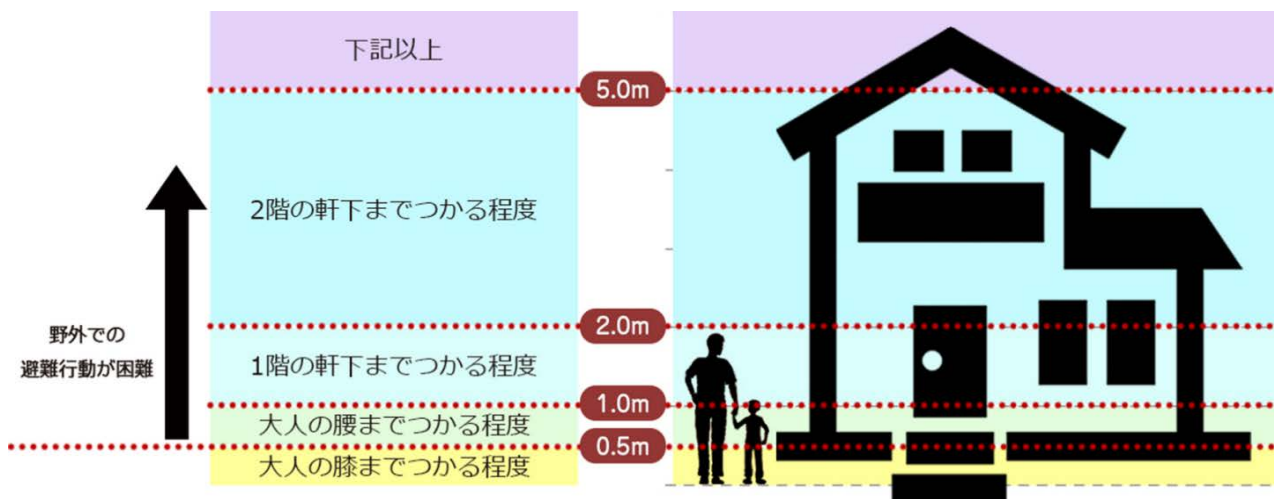 下記以上
5.0m
2階の軒下までつかる程度
2.0m
野外での
避難行動が困難
1階の軒下までつかる程度
1.0m
大人の腰までつかる程度
0.5m
大人の膝までつかる程度